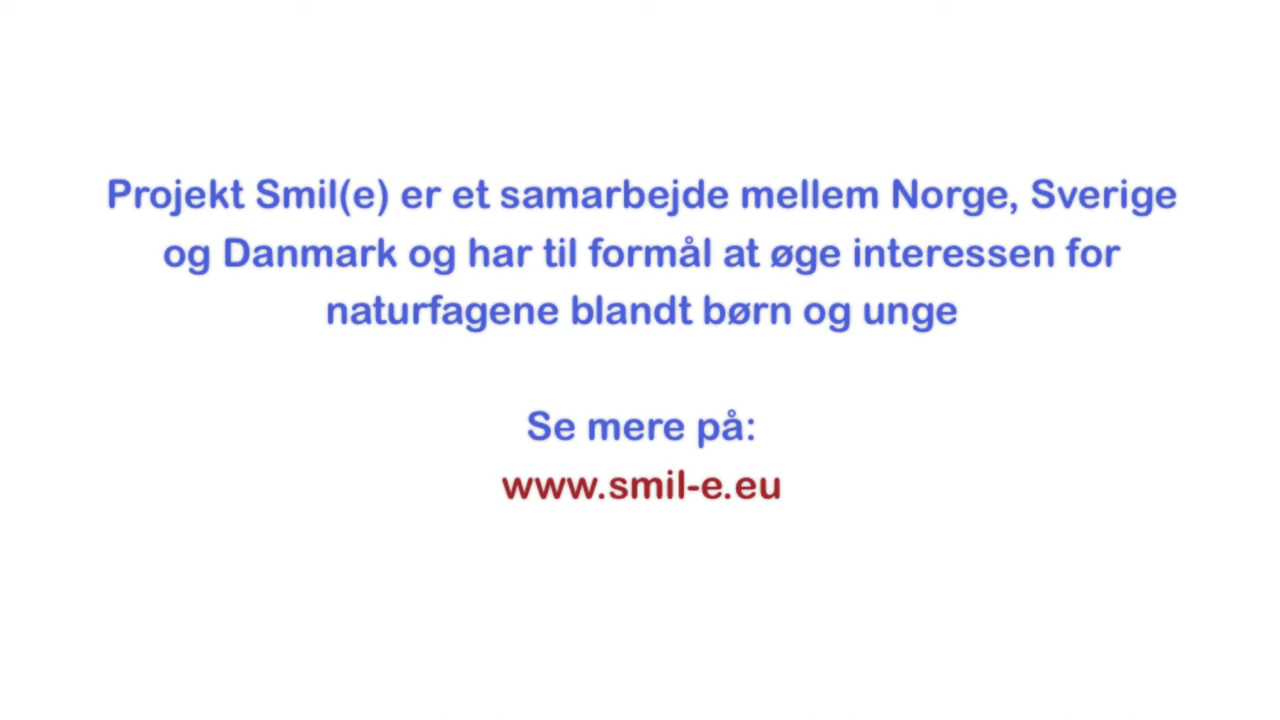 Projekt Smil(e) er et samarbejde mellem Norge, Sverige
og Danmark og har til formål at øge interessen for
naturfagene blandt børn og unge
Se mere på:
www.smil-e.eu